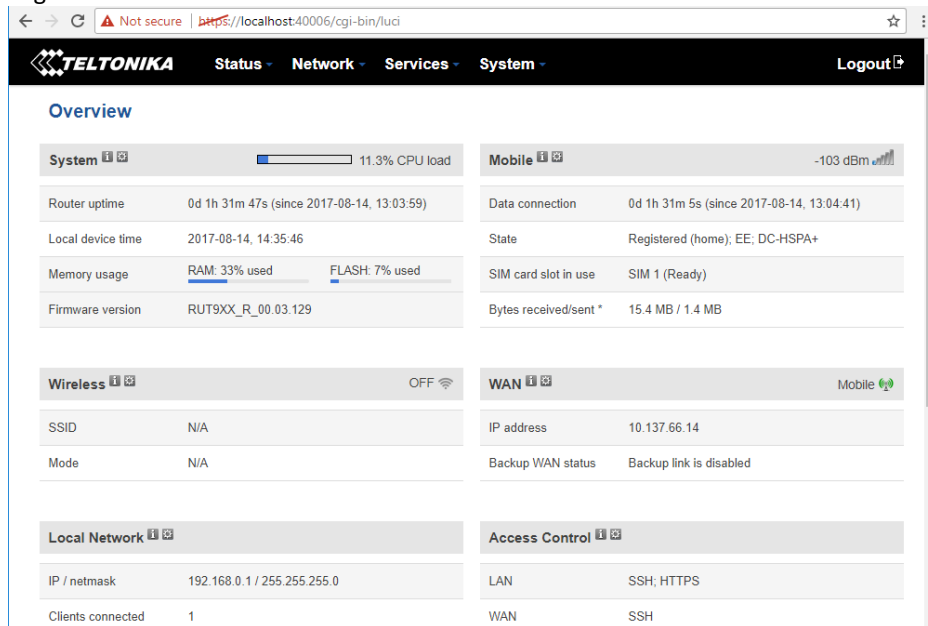 Not secure | https://localhost:40006/cgi-bin/luci
TELTONIKA Status Network Services System Logout
Overview
System 11.3% CPU load
Router uptime 0d 1h 31m 47s (since 2017-08-14, 13:03:59)
Local device time 2017-08-14, 14:35:46
Memory usage RAM: 33% used FLASH: 7% used
Firmware version RUT9XX_R_00.03.129
Mobile -103 dBm
Data connection 0d 1h 31m 5s (since 2017-08-14, 13:04:41)
State Registered (home); EE; DC-HSPA+
SIM card slot in use SIM 1 (Ready)
Bytes received/sent * 15.4 MB / 1.4 MB
Wireless OFF
SSID N/A
Mode N/A
WAN Mobile
IP address 10.137.66.14
Backup WAN status Backup link is disabled
Local Network
IP / netmask 192.168.0.1 / 255.255.255.0
Clients connected 1
Access Control
LAN SSH; HTTPS
WAN SSH